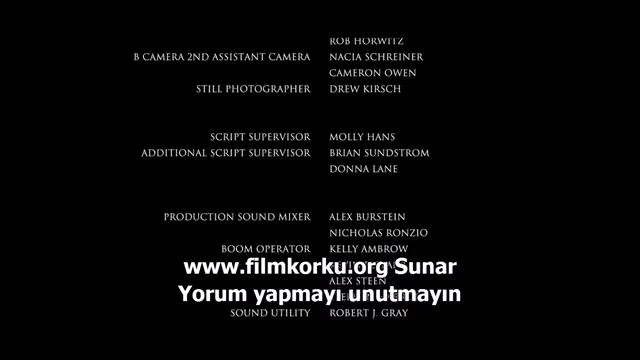 ROB HORWITZ
B CAMERA 2ND ASSISTANT CAMERA NACIA SCHREINER
CAMERON OWEN
STILL PHOTOGRAPHER DREW KIRSCH
SCRIPT SUPERVISOR MOLLY HANS
ADDITIONAL SCRIPT SUPERVISOR BRIAN SUNDSTROM
DONNA LANE
PRODUCTION SOUND MIXER ALEX BURSTEIN
NICHOLAS RONZIO
BOOM OPERATOR KELLY AMBROW
www.filmkorku.org Sunar
ALEX STEEN
Yorum yapmayı unutmayın
SOUND UTILITY ROBERT J. GRAY